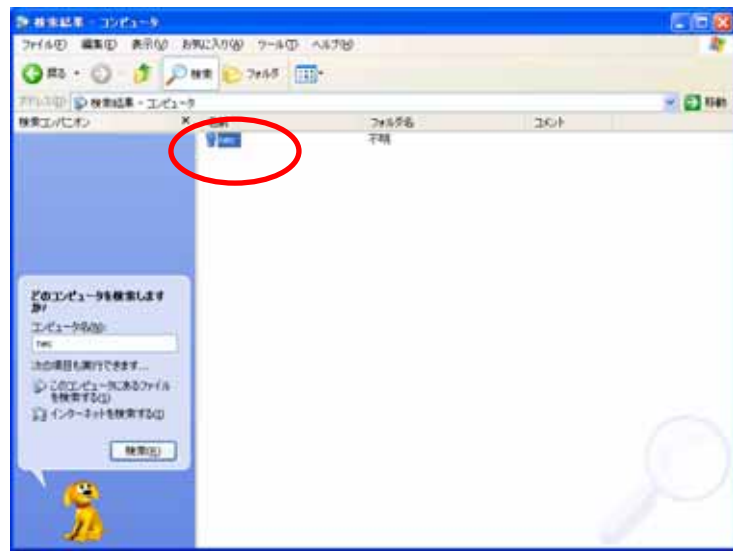 検索結果 - コンピュータ
ファイル(F) 編集(E) 表示(V) お気に入り(A) ツール(T) ヘルプ(H)
戻る 検索 フォルダ
アドレス(D) 検索結果 - コンピュータ 移動
検索コンパニオン × 名前 フォルダ名 コメント
nec 不明
どのコンピュータを検索します
か?
コンピュータ名(N):
nec
次の項目も実行できます...
このコンピュータにあるファイル
を検索する(C)
インターネットを検索する(I)
検索(R)